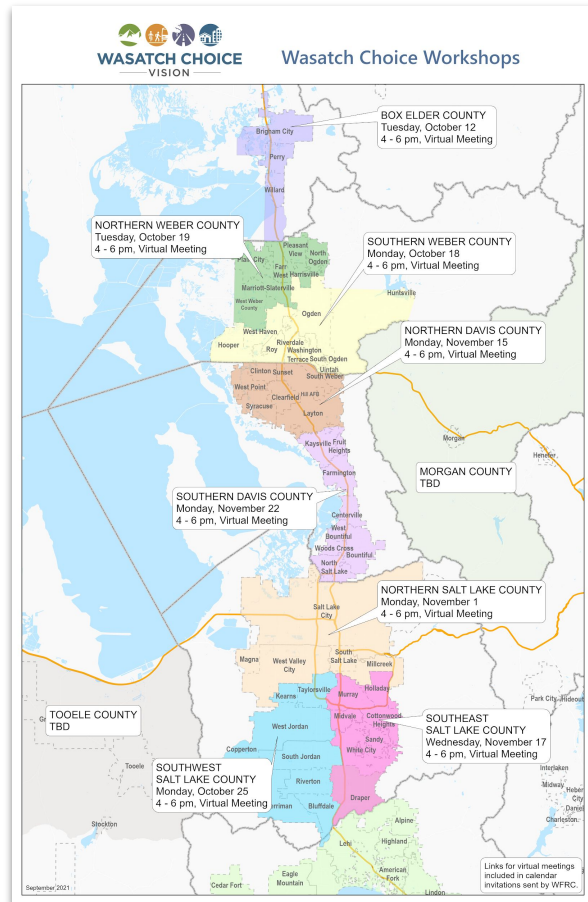 WASATCH CHOICE
VISION
Wasatch Choice Workshops
BOX ELDER COUNTY
Tuesday, October 12
4 - 6 pm, Virtual Meeting
Brigham City
Perry
Willard
NORTHERN WEBER COUNTY
Tuesday, October 19
4 - 6 pm, Virtual Meeting
SOUTHERN WEBER COUNTY
Monday, October 18
4 - 6 pm, Virtual Meeting
Pleasant
View
North
Ogden
City
Farr
West
Harrisville
Marriott-Slaterville
West Weber
County
Huntsville
Ogden
West Haven
Hooper
Roy
Riverdale
Washington
Terrace
South Ogden
Uintah
NORTHERN DAVIS COUNTY
Monday, November 15
4 - 6 pm, Virtual Meeting
Clinton
Sunset
South Weber
West Point
Clearfield
Hill AFB
Syracuse
Layton
Morgan
Henefer
Kaysville
Fruit
Heights
Farmington
MORGAN COUNTY
TBD
SOUTHERN DAVIS COUNTY
Monday, November 22
4 - 6 pm, Virtual Meeting
Centerville
West
Bountiful
Woods Cross
Bountiful
North
Salt Lake
NORTHERN SALT LAKE COUNTY
Monday, November 1
4 - 6 pm, Virtual Meeting
Salt Lake
City
Magna
West Valley
City
South
Salt Lake
Millcreek
Kearns
Taylorsville
Murray
Holladay
Park City
Hideout
TOOELE COUNTY
TBD
Tooele
Stockton
West Jordan
Midvale
Cottonwood
Heights
Sandy
White City
SOUTHEAST
SALT LAKE COUNTY
Wednesday, November 17
4 - 6 pm, Virtual Meeting
Copperton
South Jordan
SOUTHWEST
SALT LAKE COUNTY
Monday, October 25
4 - 6 pm, Virtual Meeting
Riverton
Herriman
Bluffdale
Draper
Interlaken
Midway
Heber
City
Daniel
Charleston
Alpine
Highland
Lehi
American
Fork
Eagle
Mountain
Cedar Fort
Lindon
Links for virtual meetings
included in calendar
invitations sent by WFRC.
September 2021